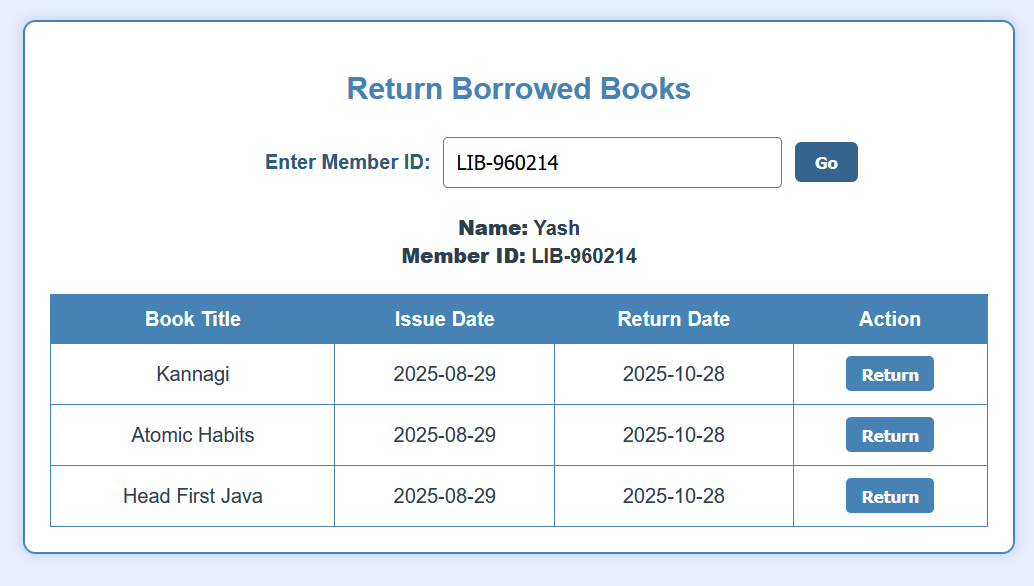 Return Borrowed Books
Enter Member ID: LIB-960214 Go
Name: Yash
Member ID: LIB-960214
Book Title Issue Date Return Date Action
Kannagi 2025-08-29 2025-10-28 Return
Atomic Habits 2025-08-29 2025-10-28 Return
Head First Java 2025-08-29 2025-10-28 Return